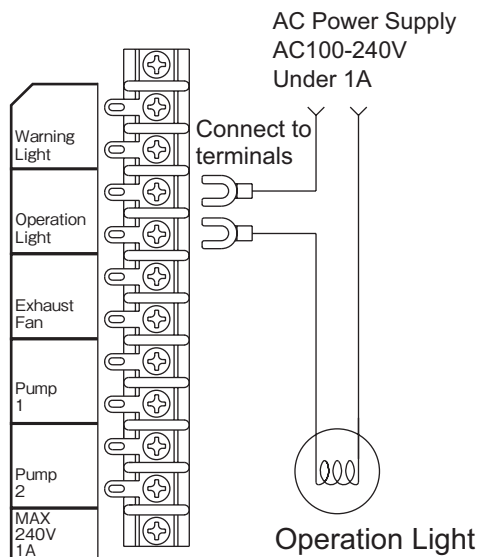 AC Power Supply
AC100-240V
Under 1A
Connect to
terminals
Warning
Light
Operation
Light
Exhaust
Fan
Pump
1
Pump
2
MAX
240V
1A
Operation Light